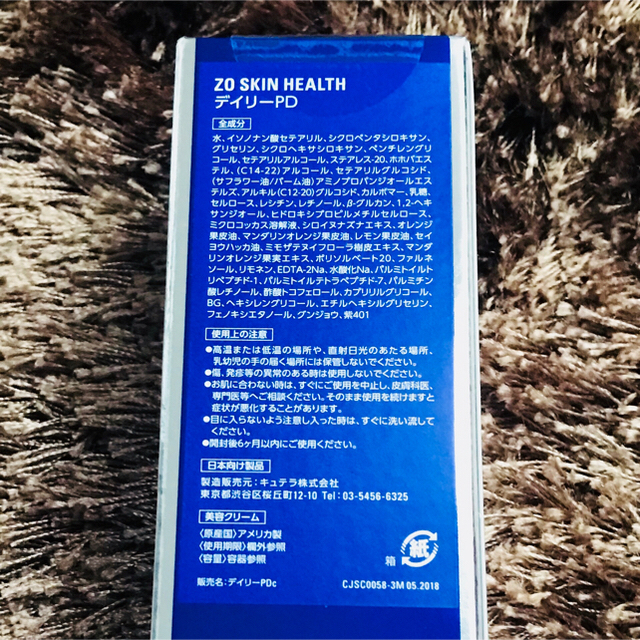 ZO SKIN HEALTH
デイリーPD
全成分
水、イソノナン酸セテアリル、シクロペンタシロキサン、
グリセリン、シクロヘキサシロキサン、ペンチレングリ
コール、セテアリルアルコール、ステアレス-20、ホホバエス
テル、(C14-22)アルコール、セテアリルグルコシド、
(サフラワー油/パーム油)アミノプロパンジオールエス
テルズ、アルキル(C12-20)グルコシド、カルボマー、乳糖、
セルロース、レシチン、レチノール、β-グルカン、1,2-ヘキ
サンジオール、ヒドロキシプロピルメチルセルロース、
ミクロコッカス溶解液、シロイヌナズナエキス、オレンジ
果皮油、マンダリンオレンジ果皮油、レモン果皮油、セイ
ヨウハッカ油、ミモザテヌイフローラ樹皮エキス、マンダ
リンオレンジ果実エキス、ポリソルベート20、ファルネ
ソール、リモネン、EDTA-2Na、水酸化Na、パルミトイルト
リペプチド-1、パルミトイルテトラペプチド-7、パルミチン
酸レチノール、酢酸トコフェロール、カプリリルグリコール、
BG、ヘキシレングリコール、エチルヘキシルグリセリン、
フェノキシエタノール、グンジョウ、紫401
使用上の注意
●高温または低温の場所や、直射日光のあたる場所、
乳幼児の手の届く場所には保管しないでください。
●傷、発疹等の異常のある時は使用しないでください。
●お肌に合わない時は、すぐにご使用を中止し、皮膚科医、
専門医等へご相談ください。そのまま使用を続けますと
症状が悪化することがあります。
●目に入らないよう注意し入った時は、すぐに洗い流して
ください。
●開封後6ヶ月以内にご使用ください。
日本向け製品
製造販売元：キュテラ株式会社
東京都渋谷区桜丘町12-10 Tel：03-5456-6325
美容クリーム
〈原産国〉アメリカ製
〈使用期限〉欄外参照
〈容量〉容器参照
紙
箱
販売名：デイリーPDc
CJSC0058-3M 05.2018